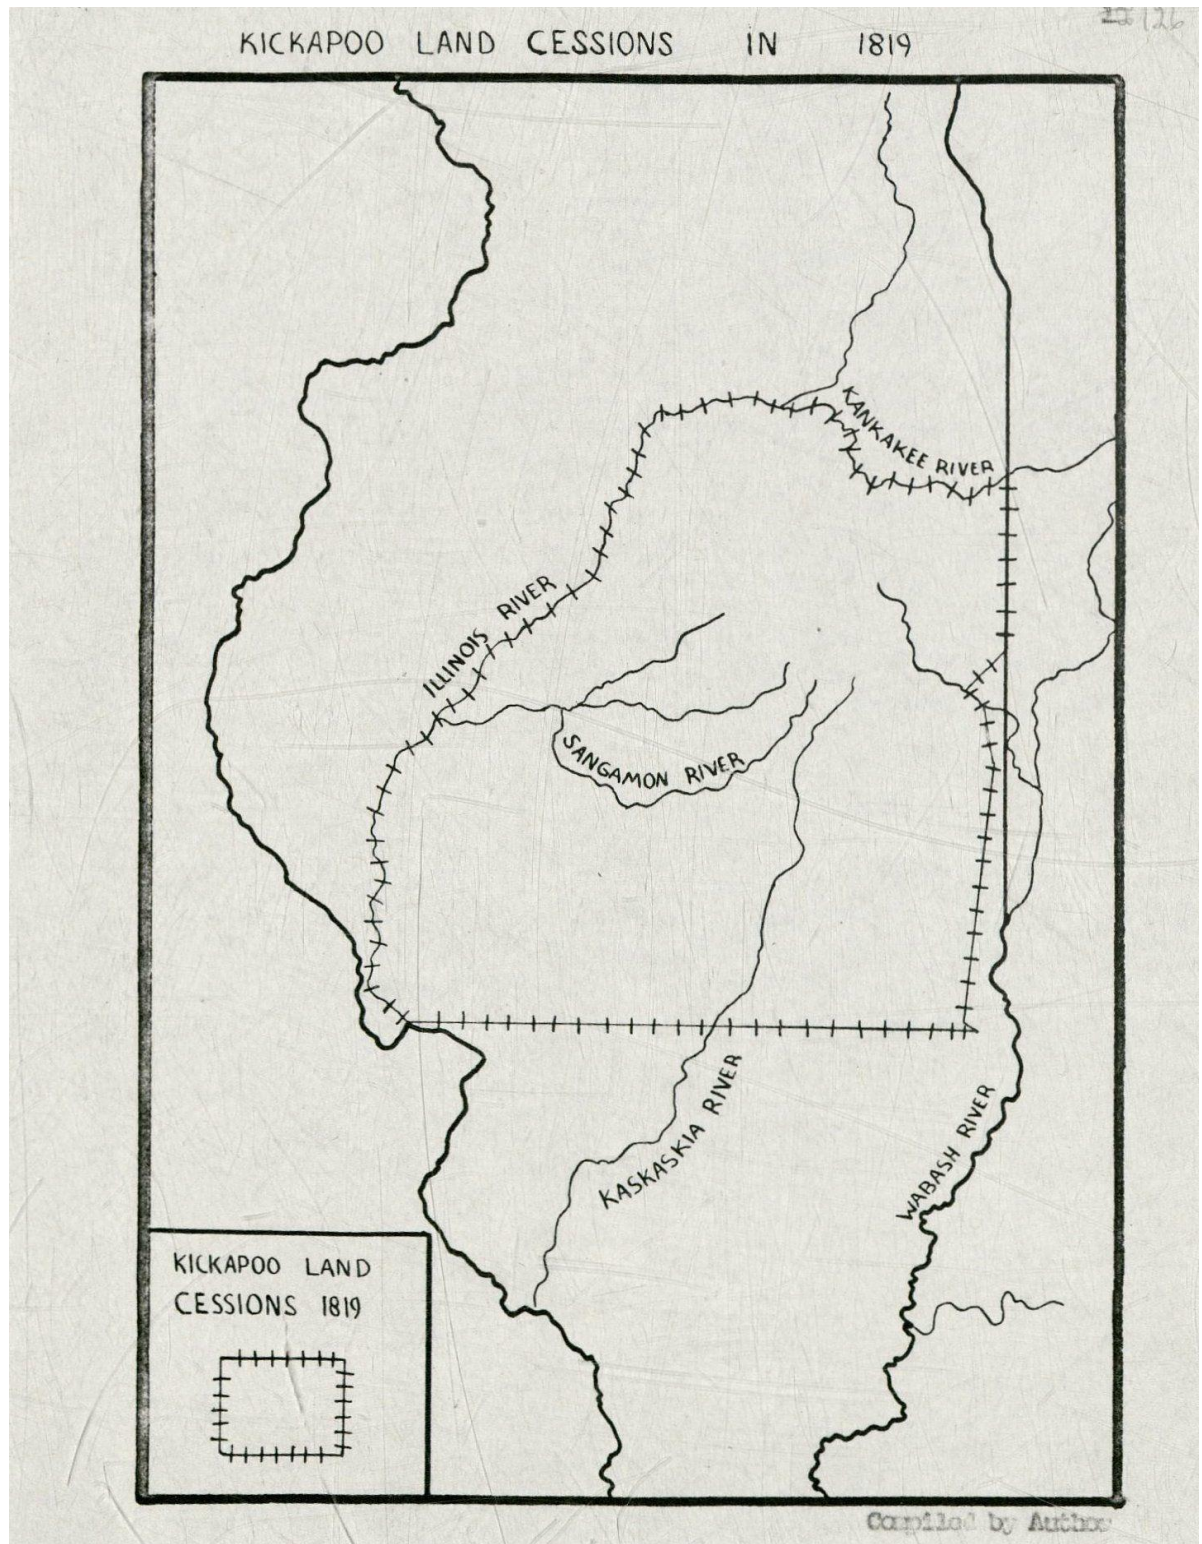 126
KICKAPOO LAND CESSIONS IN 1819
KANKAKEE RIVER
ILLINOIS RIVER
SANGAMON RIVER
KASKASKIA RIVER
WABASH RIVER
KICKAPOO LAND
CESSIONS 1819
Compiled by Author